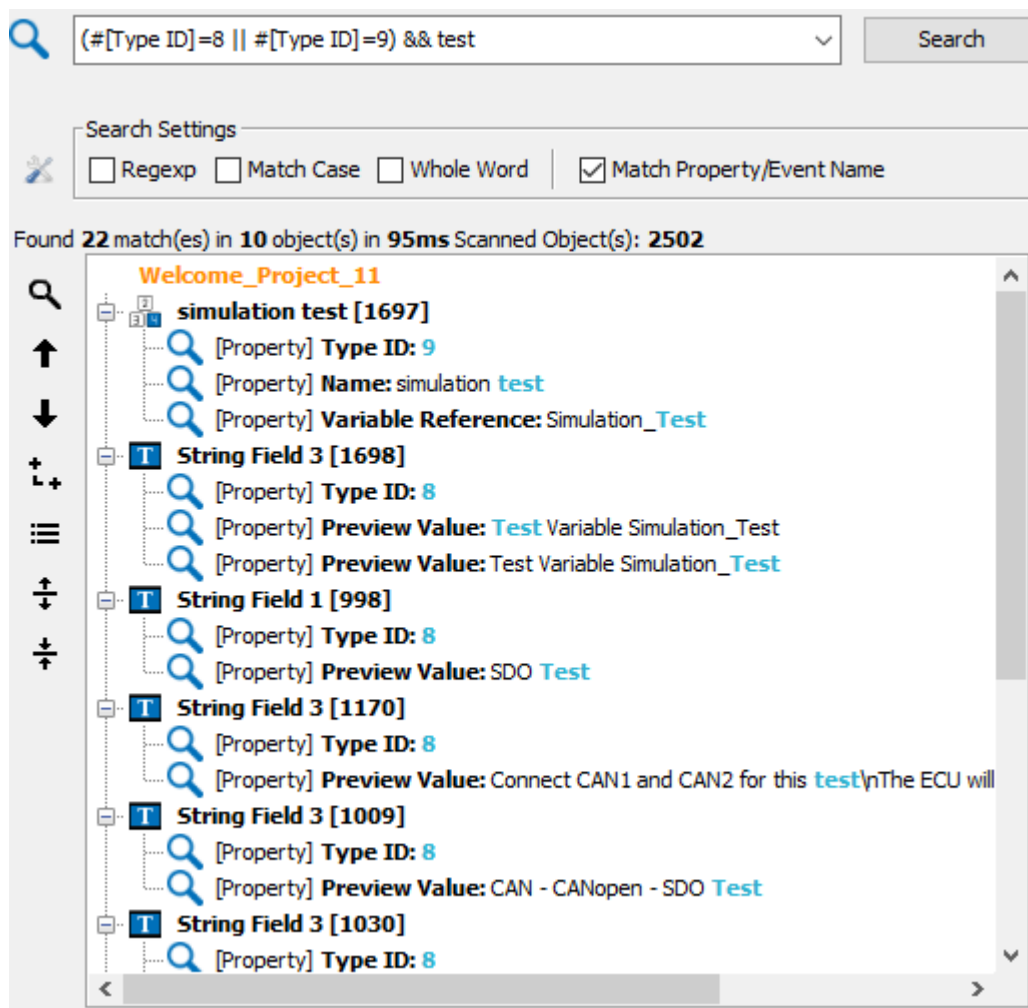 (#[Type ID]=8 || #[Type ID]=9) && test
Search
Search Settings
Regexp Match Case Whole Word Match Property/Event Name
Found 22 match(es) in 10 object(s) in 95ms Scanned Object(s): 2502
Welcome_Project_11
simulation test [1697]
[Property] Type ID: 9
[Property] Name: simulation test
[Property] Variable Reference: Simulation_Test
T String Field 3 [1698]
[Property] Type ID: 8
[Property] Preview Value: Test Variable Simulation_Test
[Property] Preview Value: Test Variable Simulation_Test
T String Field 1 [998]
[Property] Type ID: 8
[Property] Preview Value: SDO Test
T String Field 3 [1170]
[Property] Type ID: 8
[Property] Preview Value: Connect CAN1 and CAN2 for this test\nThe ECU will
T String Field 3 [1009]
[Property] Type ID: 8
[Property] Preview Value: CAN - CANopen - SDO Test
T String Field 3 [1030]
[Property] Type ID: 8